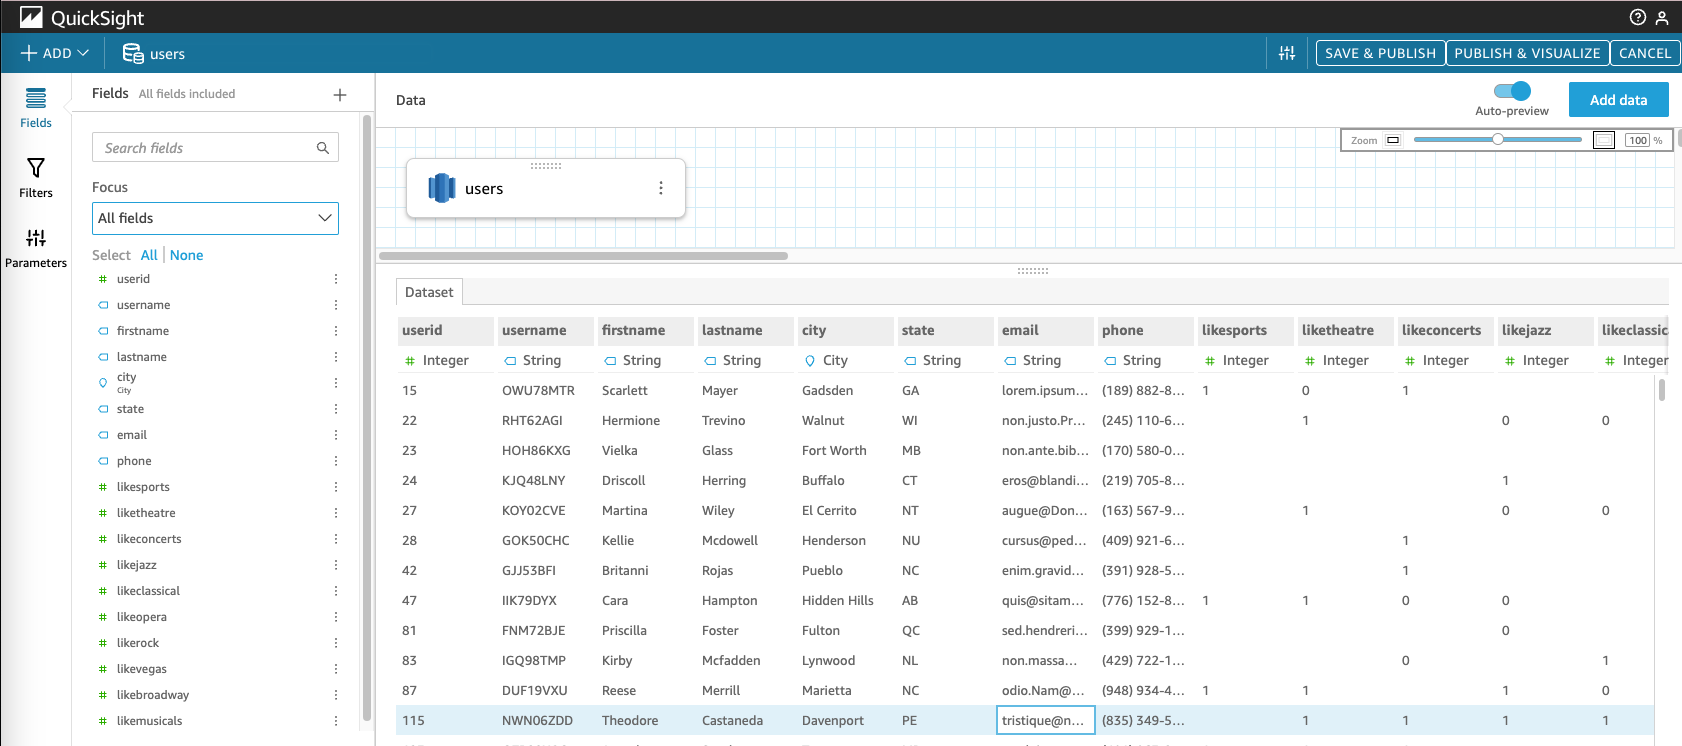 QuickSight
ADD
users
SAVE & PUBLISH
PUBLISH & VISUALIZE
CANCEL
Fields
Filters
Parameters
Fields All fields included
Search fields
Focus
All fields
Select All None
userid
username
firstname
lastname
city
City
state
email
phone
likesports
liketheatre
likeconcerts
likejazz
likeclassical
likeopera
likerock
likevegas
likebroadway
likemusicals
Data
Auto-preview
Add data
Zoom 100 %
users
Dataset
userid username firstname lastname city state email phone likesports liketheatre likeconcerts likejazz likeclassica
# Integer String String String City String String String # Integer # Integer # Integer # Integer # Integer
15 OWU78MTR Scarlett Mayer Gadsden GA lorem.ipsum... (189) 882-8... 1 0 1
22 RHT62AGI Hermione Trevino Walnut WI non.justo.Pr... (245) 110-6... 1 0 0
23 HOH86KXG Vielka Glass Fort Worth MB non.ante.bib... (170) 580-0...
24 KJQ48LNY Driscoll Herring Buffalo CT eros@blandi... (219) 705-8... 1
27 KOY02CVE Martina Wiley El Cerrito NT augue@Don... (163) 567-9... 1 0 0
28 GOK50CHC Kellie Mcdowell Henderson NU cursus@ped... (409) 921-6... 1
42 GJJ53BFI Britanni Rojas Pueblo NC enim.gravid... (391) 928-5... 1
47 IIK79DYX Cara Hampton Hidden Hills AB quis@sitam... (776) 152-8... 1 1 0 0
81 FNM72BJE Priscilla Foster Fulton QC sed.hendreri... (399) 929-1... 0
83 IGQ98TMP Kirby Mcfadden Lynwood NL non.massa... (429) 722-1... 0 1
87 DUF19VXU Reese Merrill Marietta NC odio.Nam@... (948) 934-4... 1 1 1 0
115 NWN06ZDD Theodore Castaneda Davenport PE tristique@n... (835) 349-5... 1 1 1 1